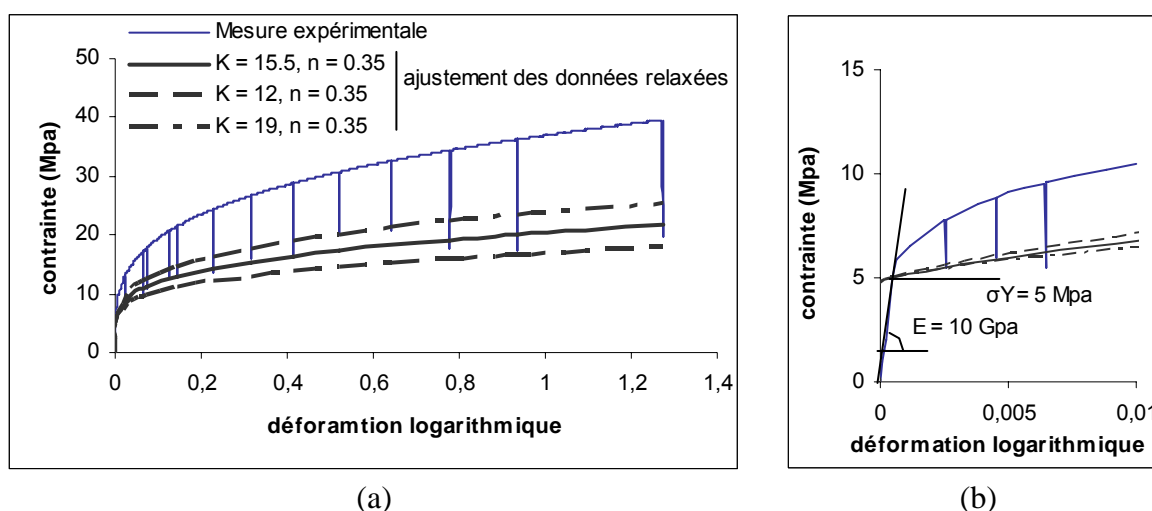 Mesure expérimentale
K = 15.5, n = 0.35
K = 12, n = 0.35
K = 19, n = 0.35
ajustement des données relaxées
50
40
30
20
10
0
contrainte (Mpa)
0
0,2
0,4
0,6
0,8
1
1,2
1,4
déforamtion logarithmique
(a)
15
10
5
0
contrainte (Mpa)
σY= 5 Mpa
E = 10 Gpa
0
0,005
0,01
déformation logarithmique
(b)